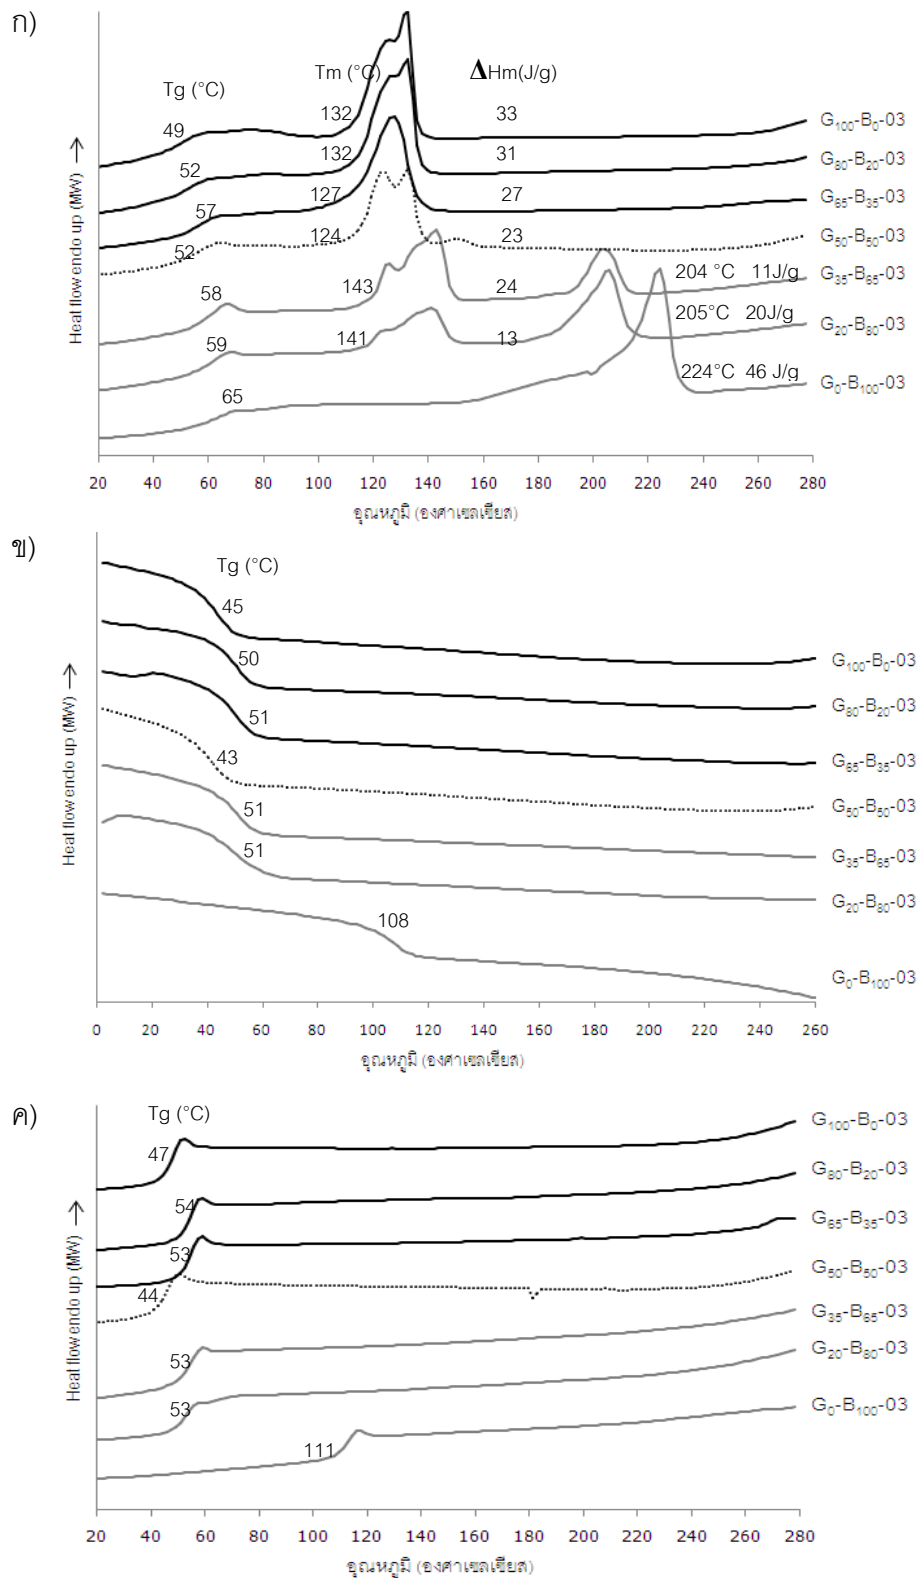 ก)
Tg (°C) Tm (°C) ΔHm(J/g)
49 132 33 G100-B0-03
52 132 31 G80-B20-03
57 127 27 G65-B35-03
52 124 23 G50-B50-03
58 143 24 204 °C 11J/g G35-B65-03
59 141 13 205°C 20J/g G20-B80-03
65 224°C 46 J/g G0-B100-03
Heat flow endo up (MW) →
20 40 60 80 100 120 140 160 180 200 220 240 260 280
อุณหภูมิ (องศาเซลเซียส)
ข)
Tg (°C)
45 G100-B0-03
50 G80-B20-03
51 G65-B35-03
43 G50-B50-03
51 G35-B65-03
51 G20-B80-03
108 G0-B100-03
Heat flow endo up (MW) →
0 20 40 60 80 100 120 140 160 180 200 220 240 260
อุณหภูมิ (องศาเซลเซียส)
ค)
Tg (°C)
47 G100-B0-03
54 G80-B20-03
53 G65-B35-03
44 G50-B50-03
53 G35-B65-03
53 G20-B80-03
111 G0-B100-03
Heat flow endo up (MW) →
20 40 60 80 100 120 140 160 180 200 220 240 260 280
อุณหภูมิ (องศาเซลเซียส)